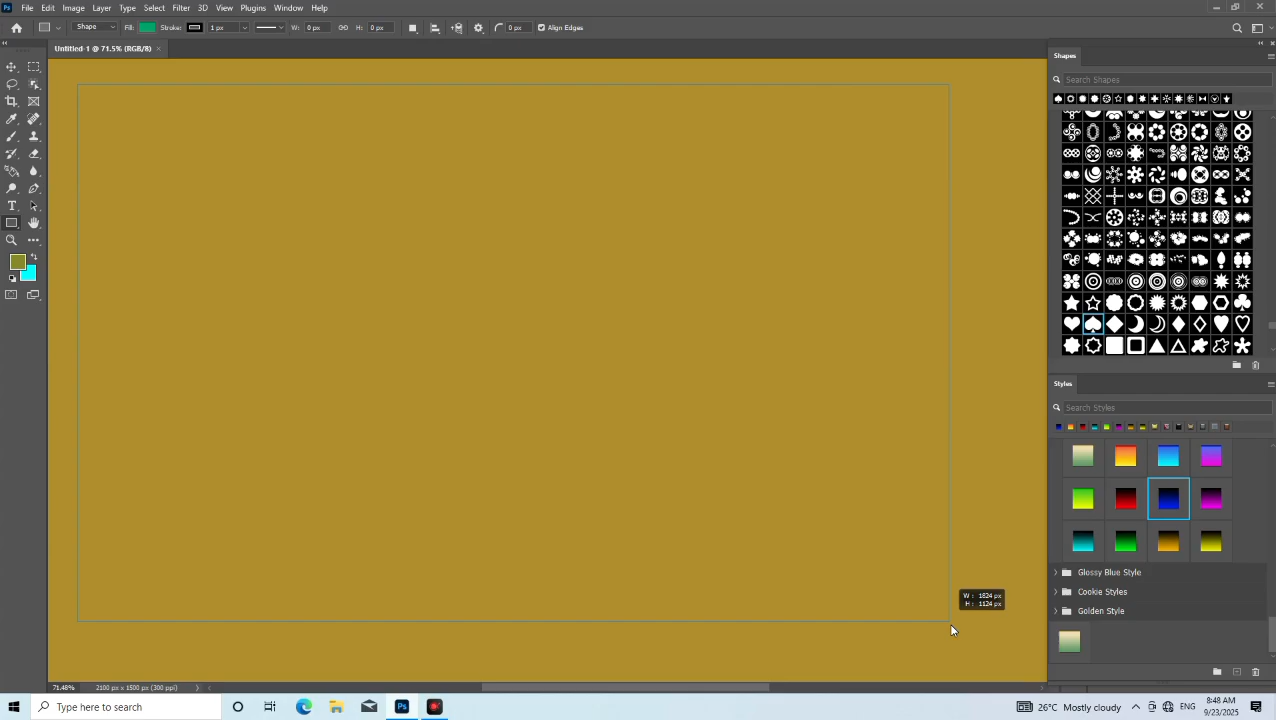 Ps File Edit Image Layer Type Select Filter 3D View Plugins Window Help
Shape Fill: Stroke: 1 px W: 0 px H: 0 px 0 px Align Edges
Untitled-1 @ 71.5% (RGB/8)
Shapes
Search Shapes
Styles
Search Styles
Glossy Blue Style
Cookie Styles
Golden Style
W: 1824 px
H: 1124 px
71.48% 2100 px x 1500 px (300 ppi)
Type here to search
Ps
26°C Mostly cloudy
ENG
8:48 AM
9/23/2025